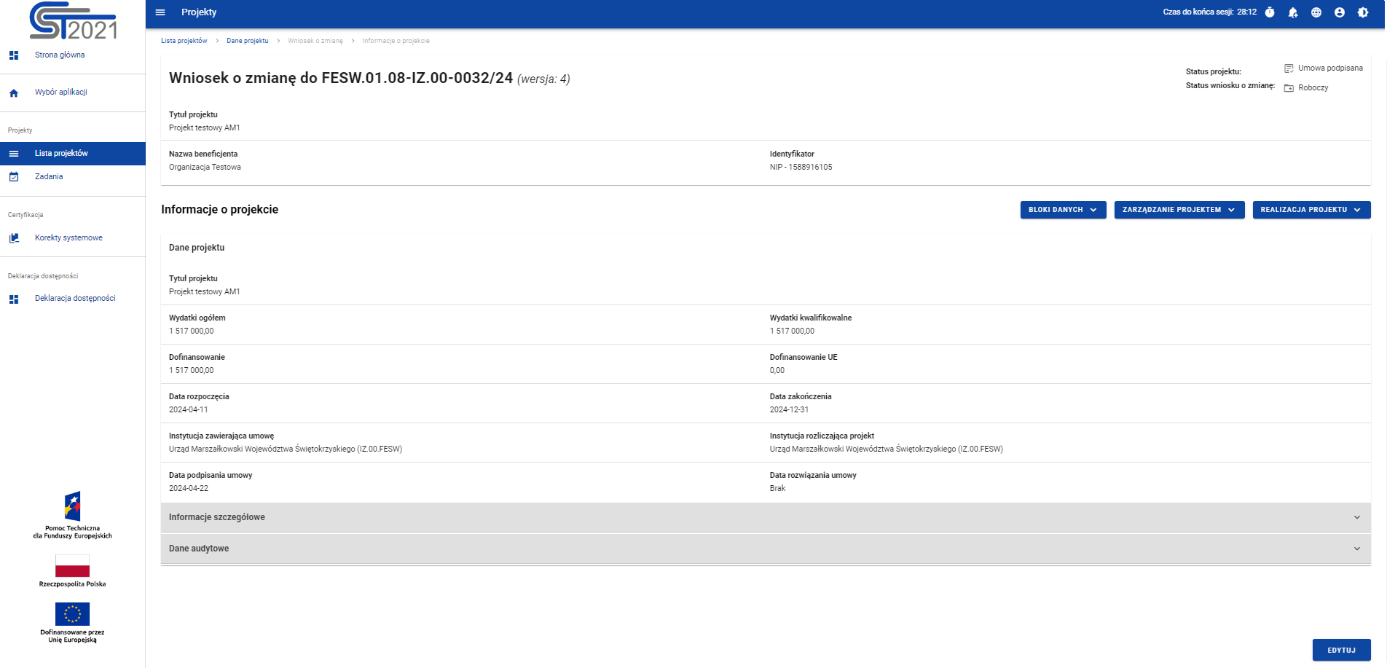 CST2021
Projekty
Czas do końca sesji: 28:12
Strona główna
Wybór aplikacji
Projekty
Lista projektów
Zadania
Certyfikacja
Korekty systemowe
Deklaracja dostępności
Deklaracja dostępności
Pomoc Techniczna
dla Funduszy Europejskich
Rzeczpospolita Polska
Dofinansowane przez
Unię Europejską
Lista projektów > Dane projektu > Wniosek o zmianę > Informacje o projekcie
Wniosek o zmianę do FESW.01.08-IZ.00-0032/24 (wersja: 4)
Status projektu: Umowa podpisana
Status wniosku o zmianę: Roboczy
Tytuł projektu
Projekt testowy AM1
Nazwa beneficjenta
Organizacja Testowa
Identyfikator
NIP - 1588916105
Informacje o projekcie
BLOKI DANYCH
ZARZĄDZANIE PROJEKTEM
REALIZACJA PROJEKTU
Dane projektu
Tytuł projektu
Projekt testowy AM1
Wydatki ogółem
1 517 000,00
Wydatki kwalifikowalne
1 517 000,00
Dofinansowanie
1 517 000,00
Dofinansowanie UE
0,00
Data rozpoczęcia
2024-04-11
Data zakończenia
2024-12-31
Instytucja zawierająca umowę
Urząd Marszałkowski Województwa Świętokrzyskiego (IZ.00.FESW)
Instytucja rozliczająca projekt
Urząd Marszałkowski Województwa Świętokrzyskiego (IZ.00.FESW)
Data podpisania umowy
2024-04-22
Data rozwiązania umowy
Brak
Informacje szczegółowe
Dane audytowe
EDYTUJ